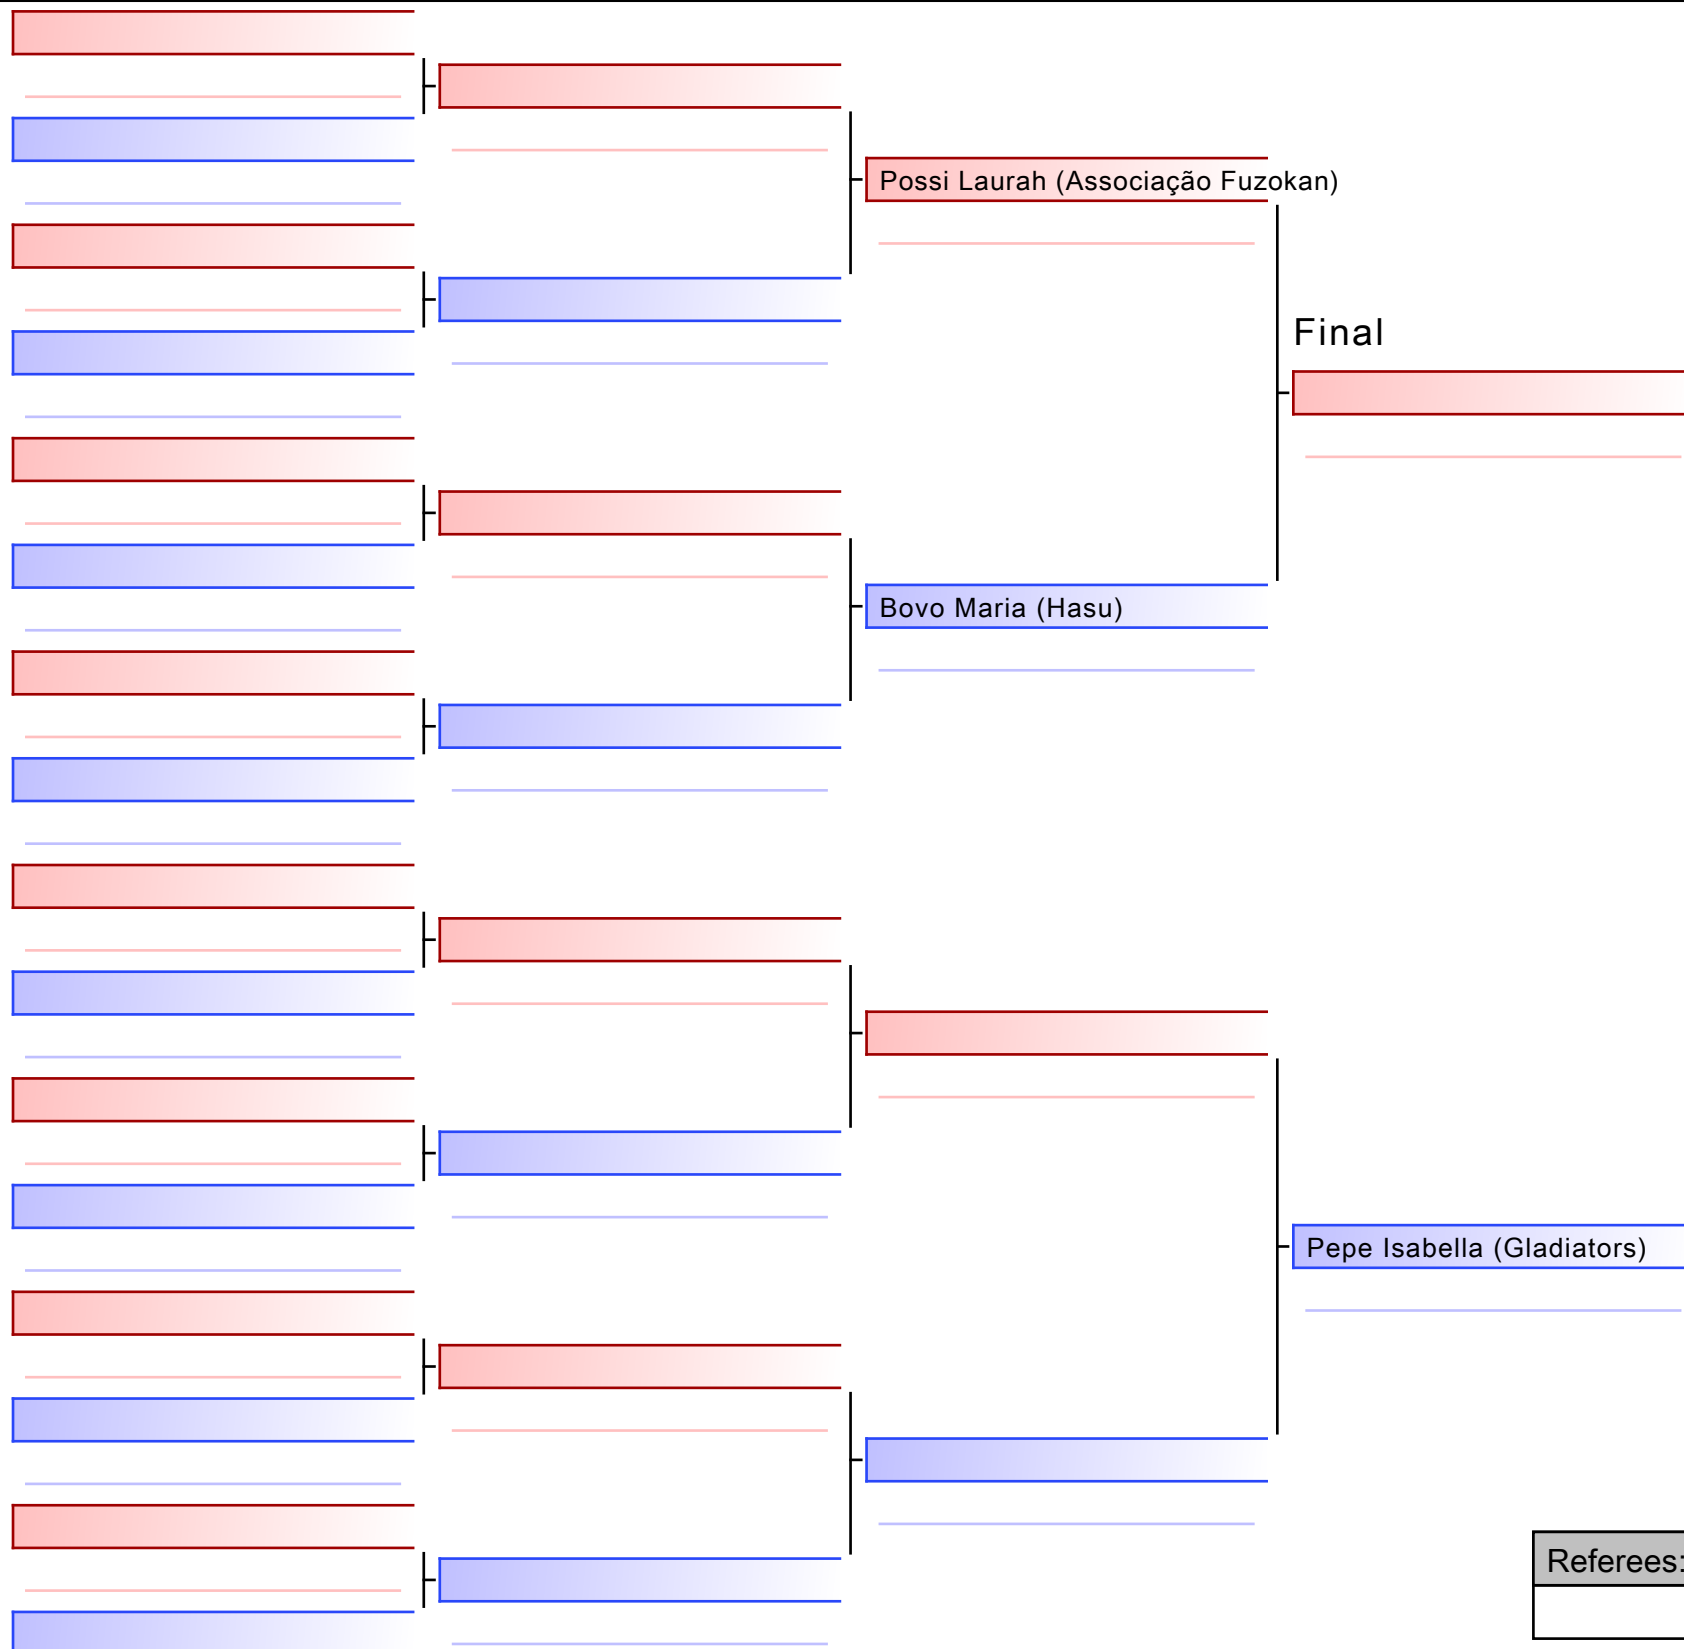 Possi Laurah (Associação Fuzokan)
Final
Bovo Maria (Hasu)
Pepe Isabella (Gladiators)
Referees: